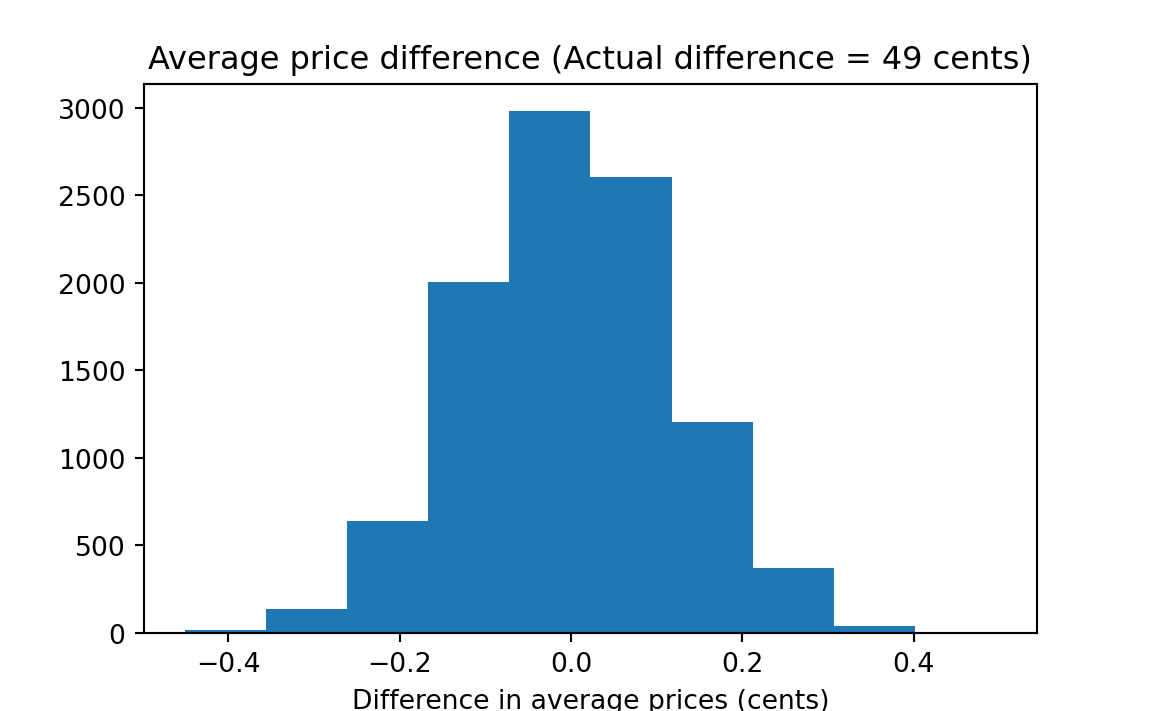 Average price difference (Actual difference = 49 cents)
3000
2500
2000
1500
1000
500
0
−0.4 −0.2 0.0 0.2 0.4
Difference in average prices (cents)